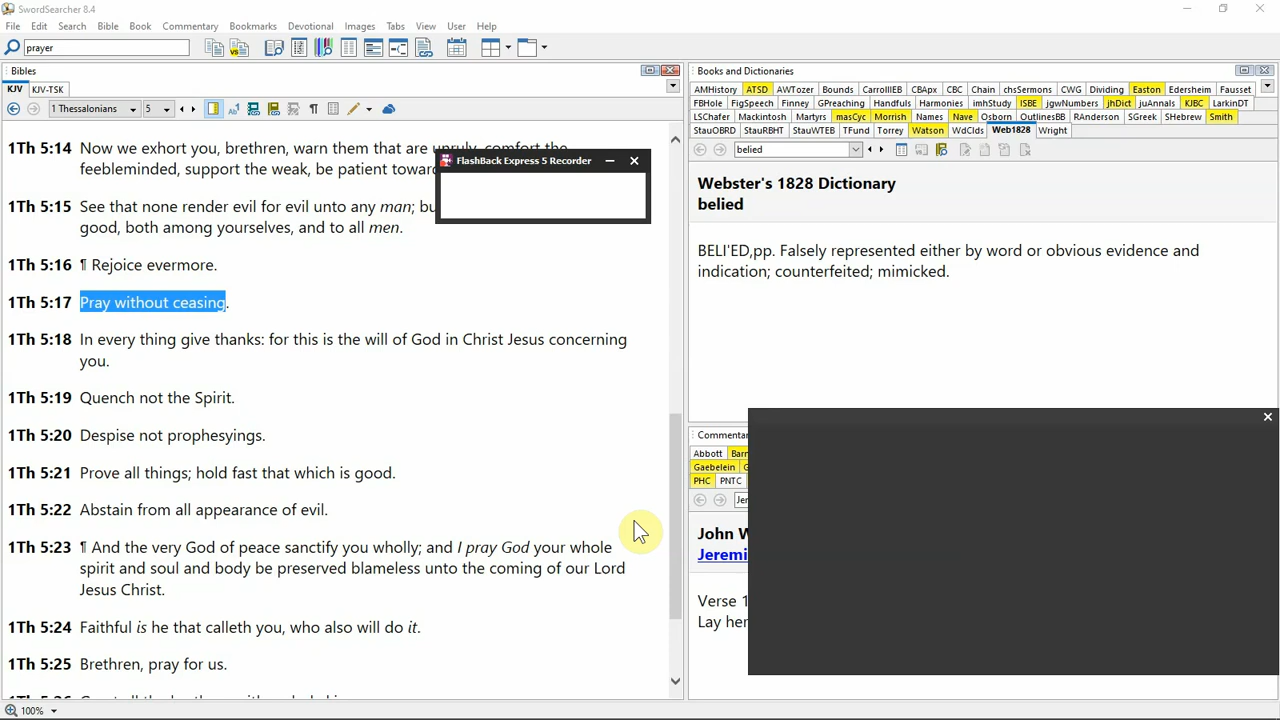 SwordSearcher 8.4
File Edit Search Bible Book Commentary Bookmarks Devotional Images Tabs View User Help
prayer
Bibles
KJV KJV-TSK
1 Thessalonians 5
1Th 5:14 Now we exhort you, brethren, warn them that are unruly, comfort the
feebleminded, support the weak, be patient toward
1Th 5:15 See that none render evil for evil unto any man; bu
good, both among yourselves, and to all men.
1Th 5:16 ¶ Rejoice evermore.
1Th 5:17 Pray without ceasing.
1Th 5:18 In every thing give thanks: for this is the will of God in Christ Jesus concerning
you.
1Th 5:19 Quench not the Spirit.
1Th 5:20 Despise not prophesyings.
1Th 5:21 Prove all things; hold fast that which is good.
1Th 5:22 Abstain from all appearance of evil.
1Th 5:23 ¶ And the very God of peace sanctify you wholly; and I pray God your whole
spirit and soul and body be preserved blameless unto the coming of our Lord
Jesus Christ.
1Th 5:24 Faithful is he that calleth you, who also will do it.
1Th 5:25 Brethren, pray for us.
100%
FlashBack Express 5 Recorder
Books and Dictionaries
AMHistory ATSD AWTozer Bounds CarrollIEB CBApx CBC Chain chsSermons CWG Dividing Easton Edersheim Fausset
FBHole FigSpeech Finney GPreaching Handfuls Harmonies imhStudy ISBE jgwNumbers jhDict juAnnals KJBC LarkinDT
LSChafer Mackintosh Martyrs masCyc Morrish Names Nave Osborn OutlinesBB RAnderson SGreek SHebrew Smith
StauOBRD StauRBHT StauWTEB TFund Torrey Watson WdClds Web1828 Wright
belied
Webster's 1828 Dictionary
belied
BELI'ED,pp. Falsely represented either by word or obvious evidence and
indication; counterfeited; mimicked.
Commentar
Abbott Barn
Gaebelein G
PHC PNTC
Jer
John W
Jeremi
Verse 1
Lay her